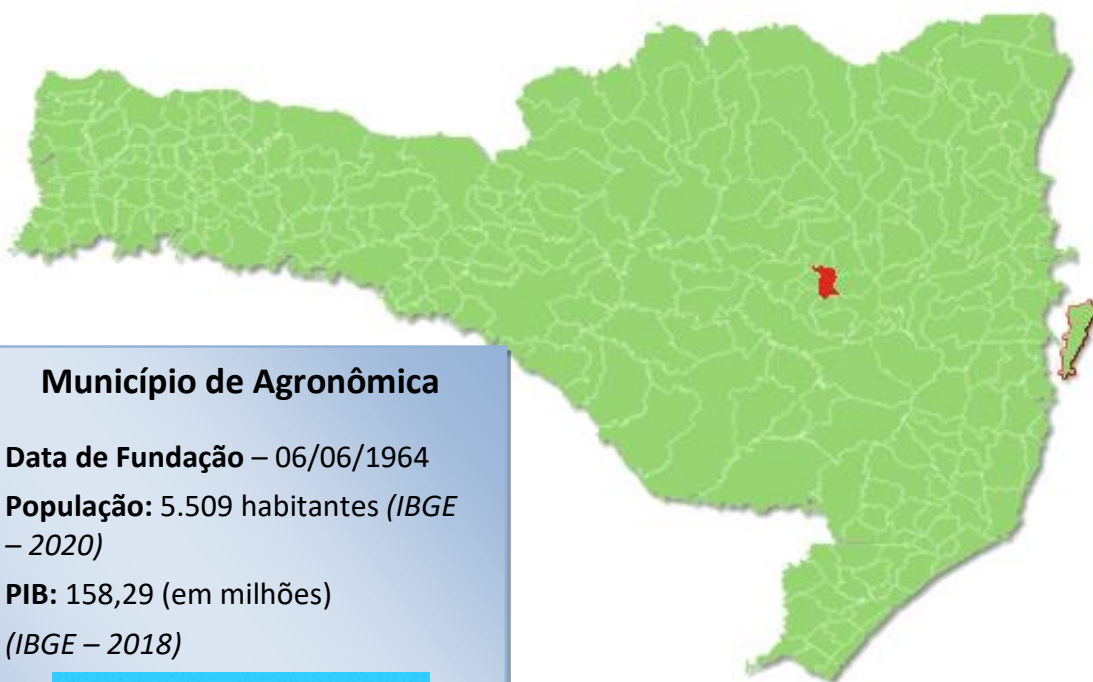 Município de Agronômica
Data de Fundação – 06/06/1964
População: 5.509 habitantes (IBGE
– 2020)
PIB: 158,29 (em milhões)
(IBGE – 2018)